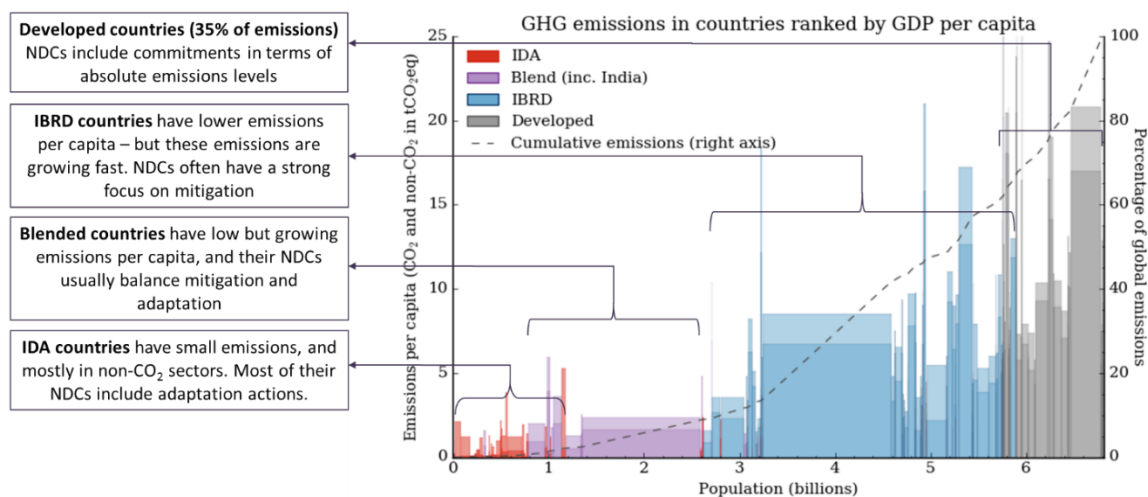 Developed countries (35% of emissions)
NDCs include commitments in terms of
absolute emissions levels
IBRD countries have lower emissions
per capita – but these emissions are
growing fast. NDCs often have a strong
focus on mitigation
Blended countries have low but growing
emissions per capita, and their NDCs
usually balance mitigation and
adaptation
IDA countries have small emissions, and
mostly in non-CO₂ sectors. Most of their
NDCs include adaptation actions.
GHG emissions in countries ranked by GDP per capita
IDA
Blend (inc. India)
IBRD
Developed
Cumulative emissions (right axis)
Emissions per capita (CO₂ and non-CO₂ in tCO₂eq)
25
20
15
10
5
0
0 1 2 3 4 5 6
Population (billions)
100
80
60
40
20
0
Percentage of global emissions